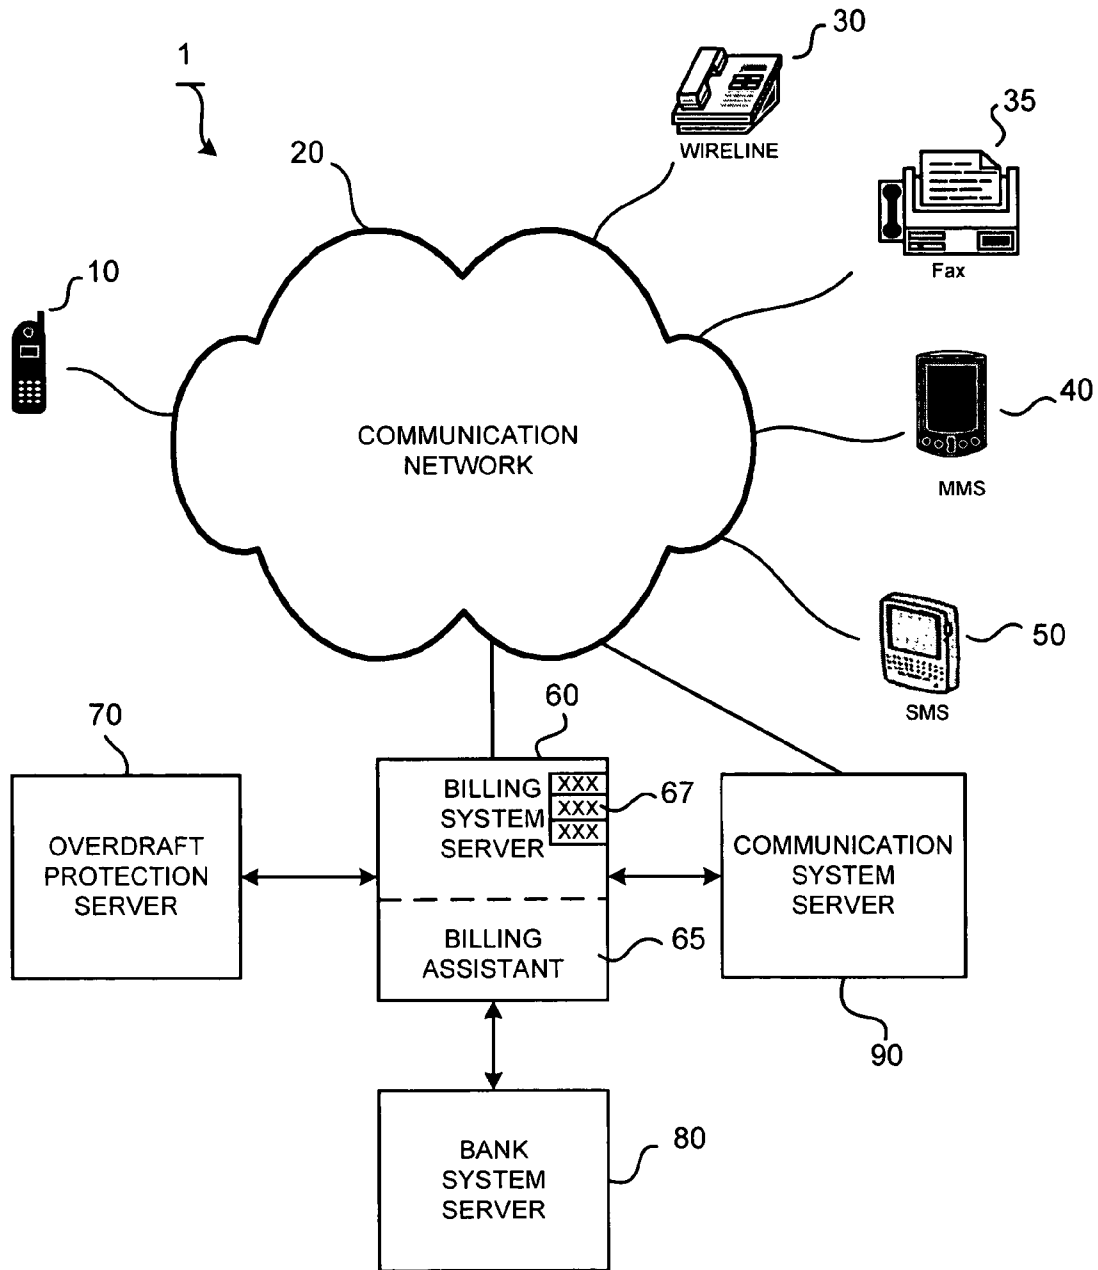 1
30
WIRELINE
35
Fax
20
10
COMMUNICATION
NETWORK
40
MMS
50
SMS
70
60
OVERDRAFT
PROTECTION
SERVER
BILLING
SYSTEM
SERVER
XXX
XXX
XXX
67
BILLING
ASSISTANT
65
COMMUNICATION
SYSTEM
SERVER
90
BANK
SYSTEM
SERVER
80